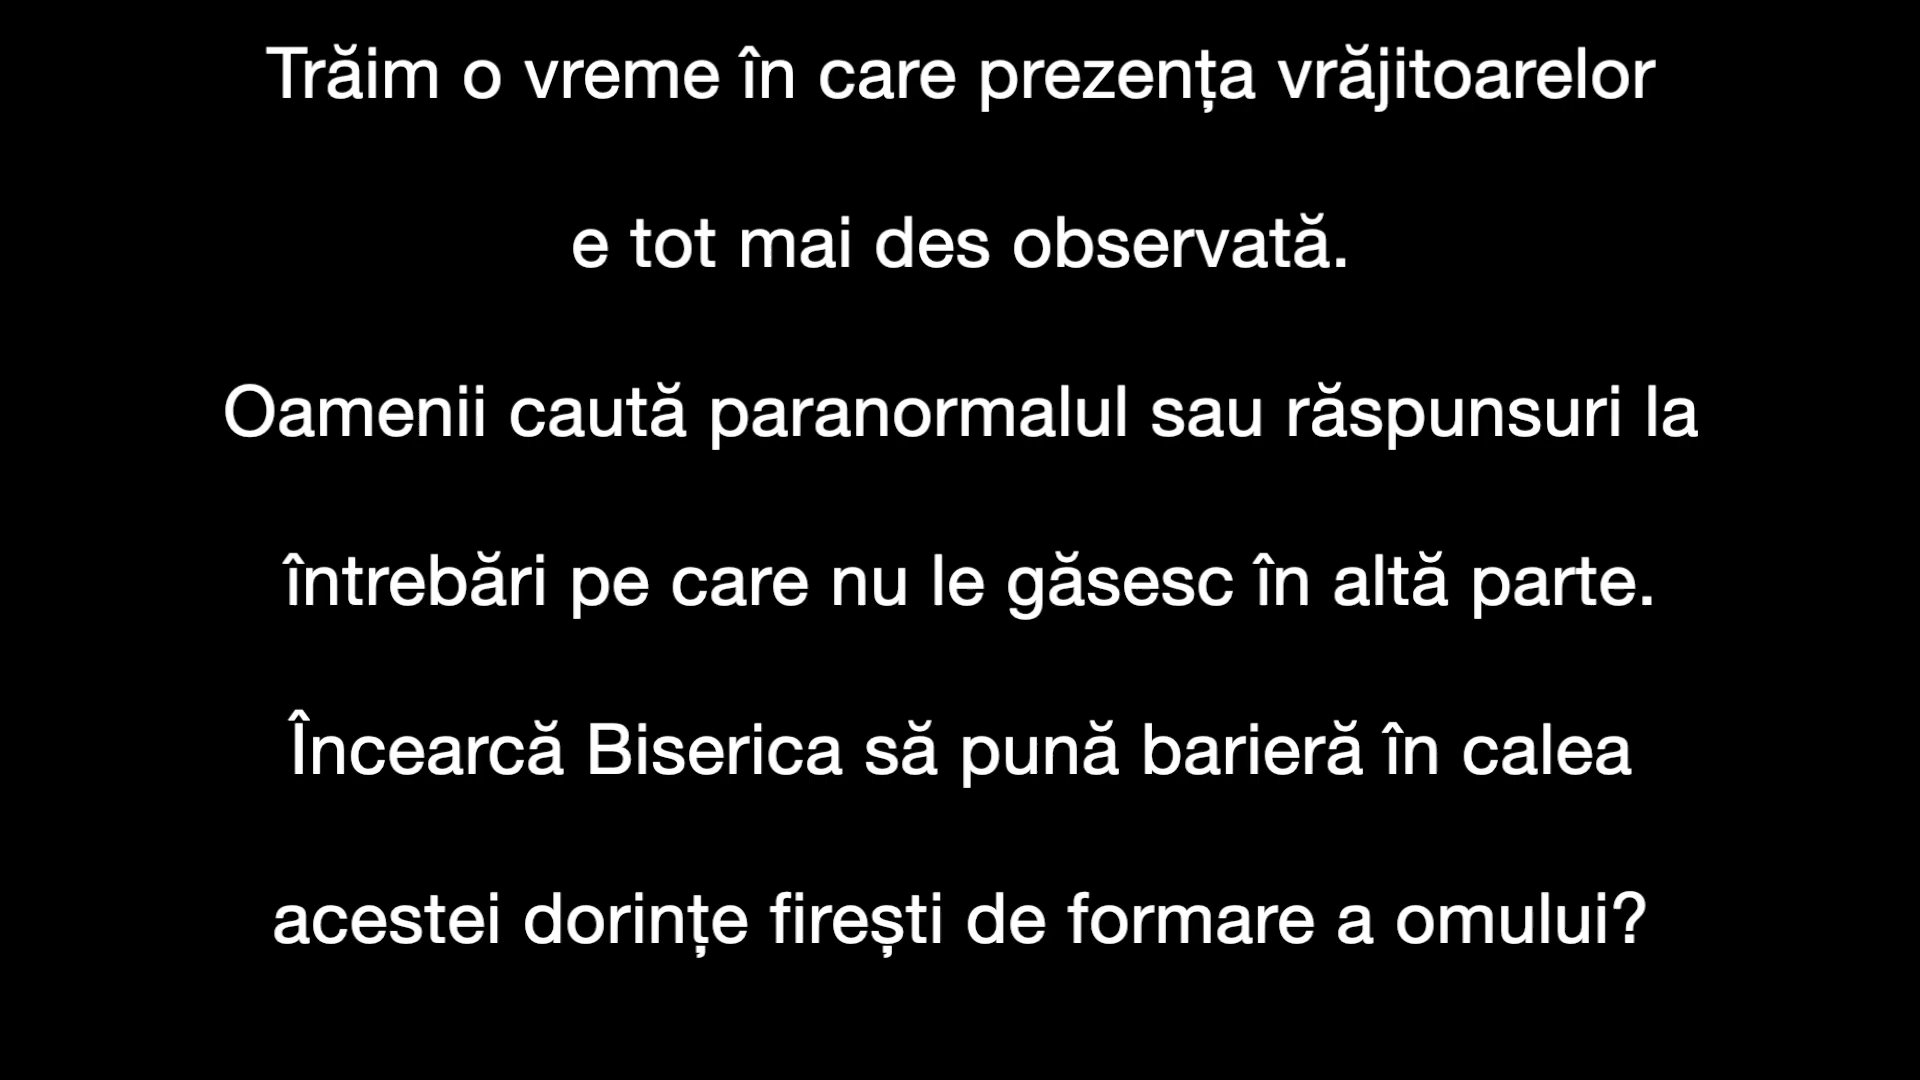 Trăim o vreme în care prezența vrăjitoarelor
e tot mai des observată.
Oamenii caută paranormalul sau răspunsuri la
întrebări pe care nu le găsesc în altă parte.
Încearcă Biserica să pună barieră în calea
acestei dorințe firești de formare a omului?